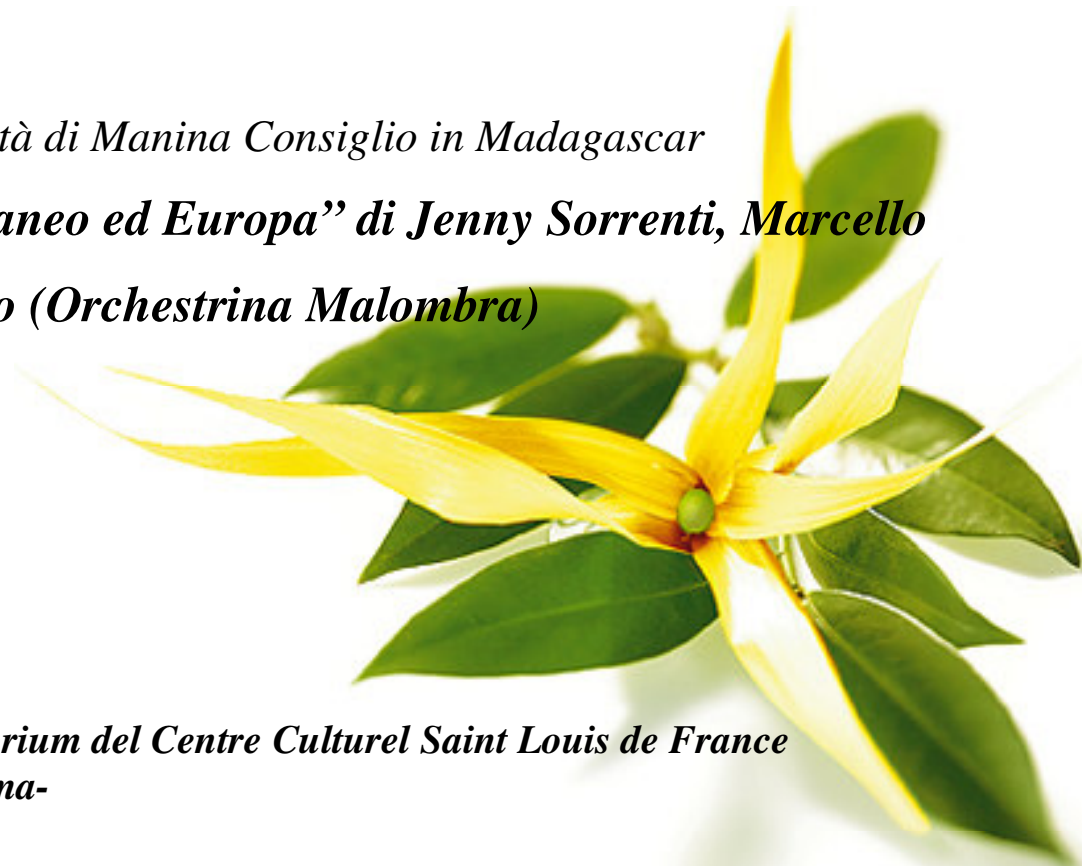 tà di Manina Consiglio in Madagascar
aneo ed Europa” di Jenny Sorrenti, Marcello
o (Orchestrina Malombra)
rium del Centre Culturel Saint Louis de France
ma-